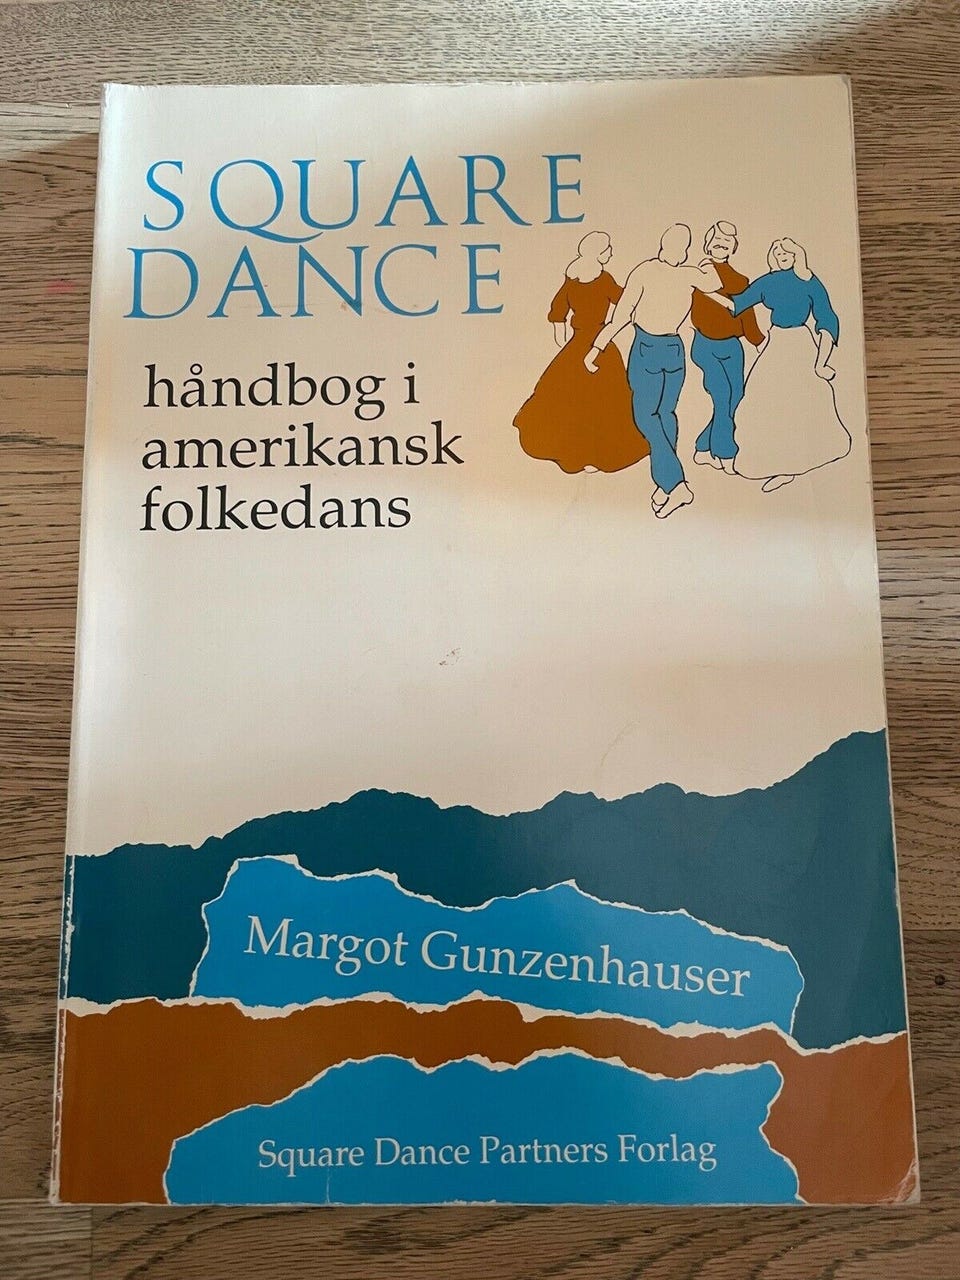 SQUARE
DANCE
håndbog i
amerikansk
folkedans
Margot Gunzenhauser
Square Dance Partners Forlag